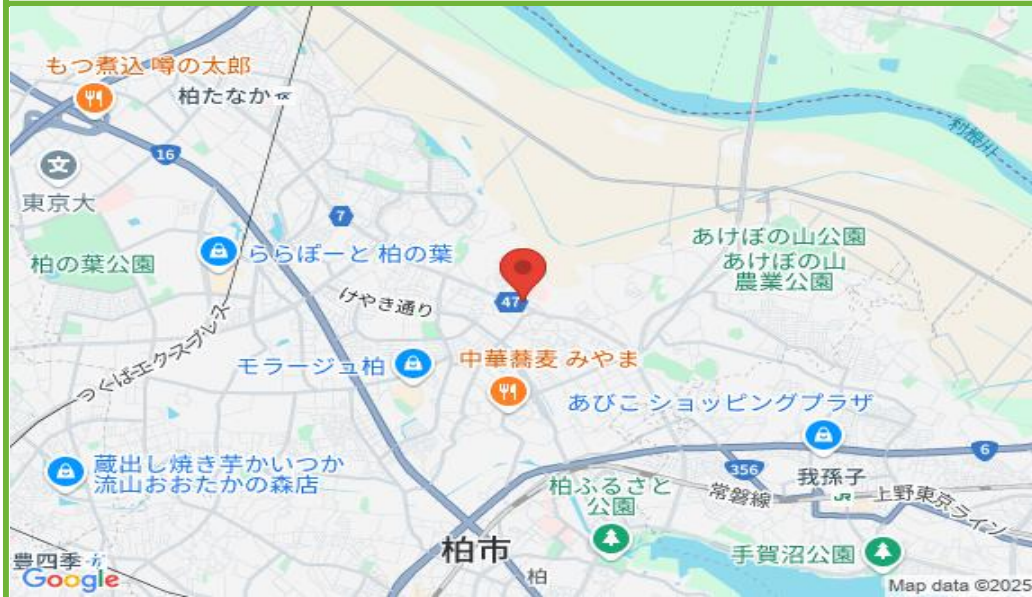 もつ煮込 噂の太郎
柏たなか
16
利根川
東京大
7
あけぼの山公園
あけぼの山
農業公園
柏の葉公園
ららぽーと 柏の葉
47
けやき通り
つくばエクスプレス
モラージュ柏
中華蕎麦 みやま
あびこ ショッピングプラザ
6
蔵出し焼き芋かいつか
流山おおたかの森店
356
我孫子
JR
柏ふるさと
公園
常磐線
上野東京ライン
柏市
手賀沼公園
豊四季
柏
Google
Map data ©2025